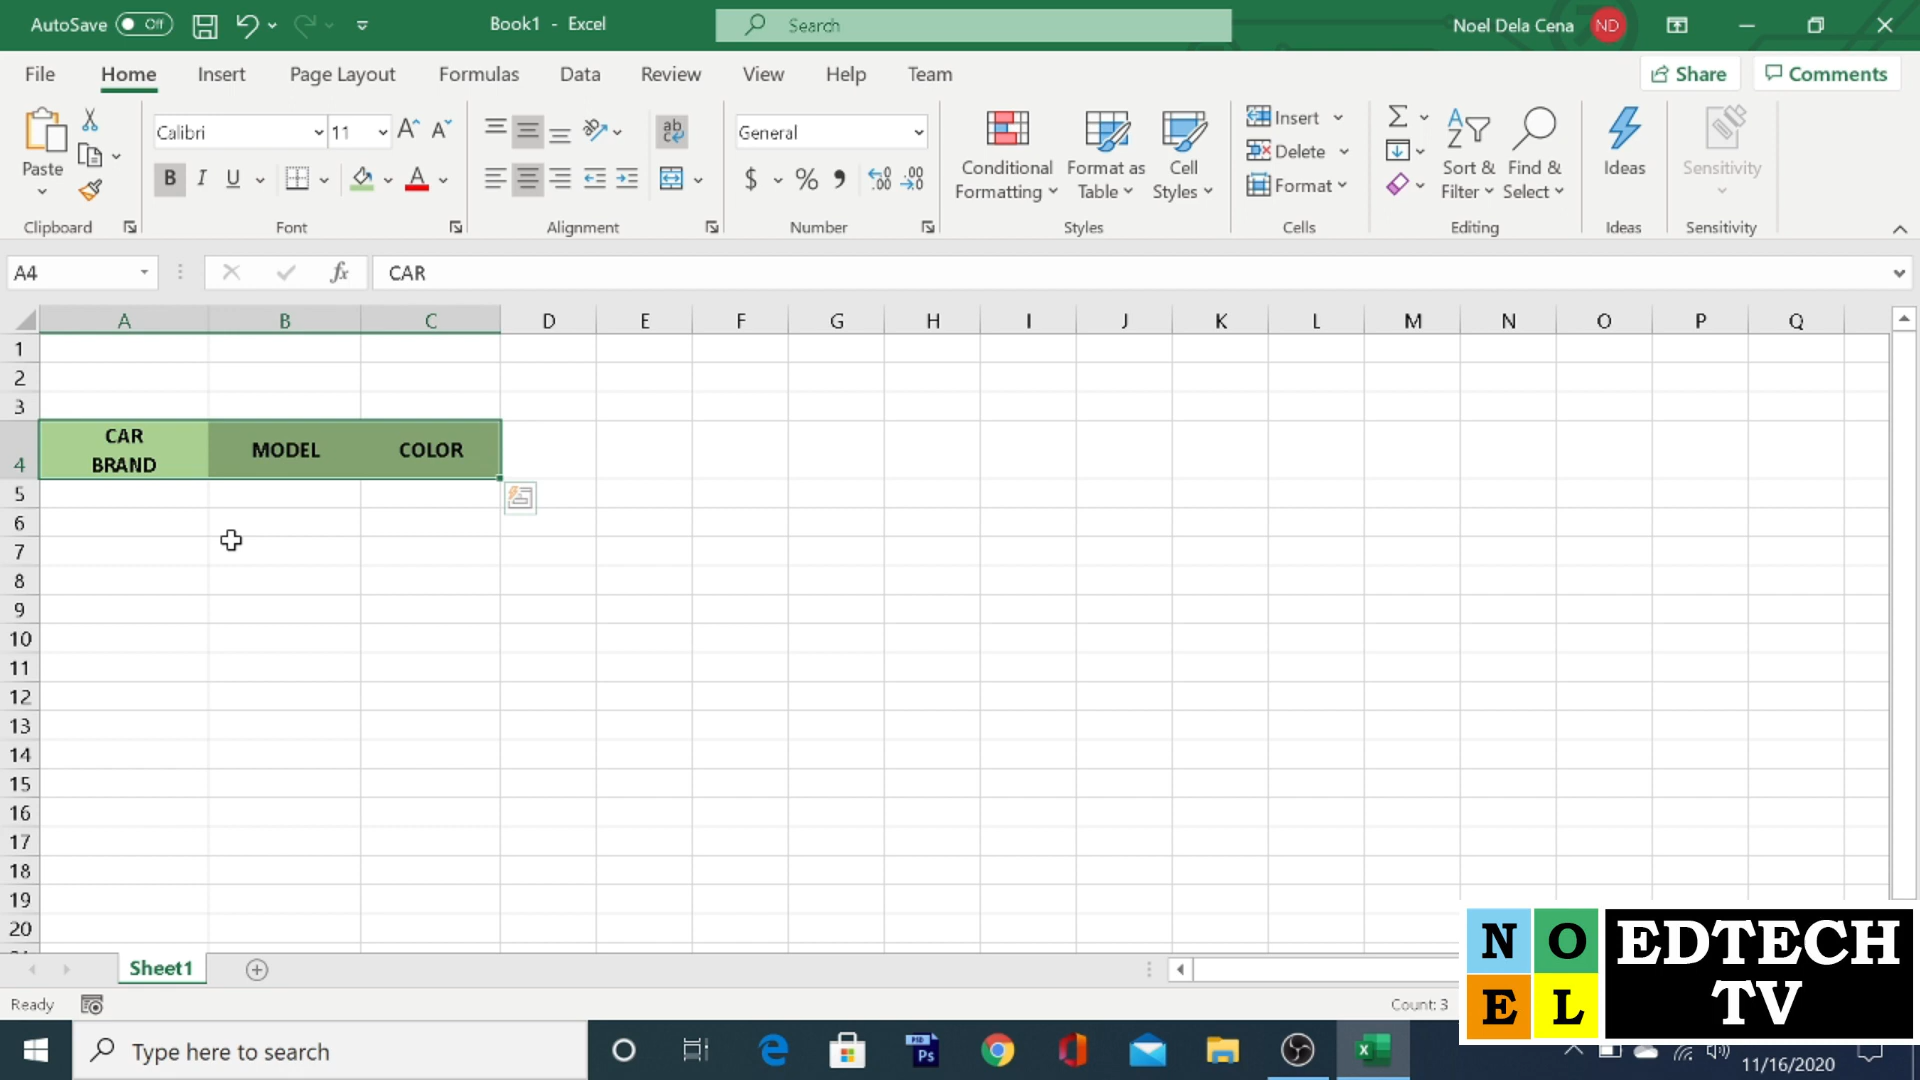 AutoSave Off
Book1 - Excel
Search
Noel Dela Cena ND
File Home Insert Page Layout Formulas Data Review View Help Team
Share Comments
Calibri 11
General
Paste
Conditional Formatting
Format as Table
Cell Styles
Insert
Delete
Format
Sort & Filter
Find & Select
Ideas
Sensitivity
Clipboard Font Alignment Number Styles Cells Editing Ideas Sensitivity
A4 fx CAR
A B C D E F G H I J K L M N O P Q
1
2
3
4 CAR BRAND MODEL COLOR
5
6
7
8
9
10
11
12
13
14
15
16
17
18
19
20
Sheet1
Ready
Count: 3
NOEL EDTECH TV
Type here to search
Ps
11/16/2020